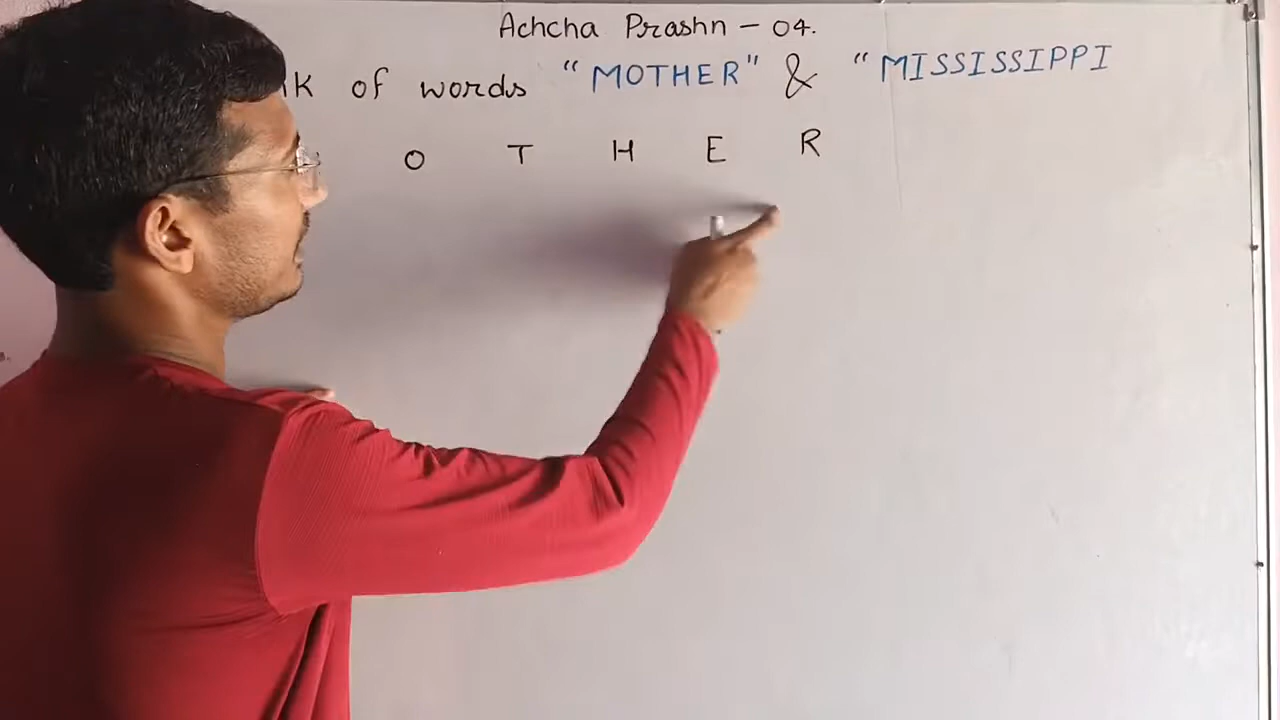 Achcha Prashn - 04.
of words "MOTHER" & "MISSISSIPPI
O T H E R